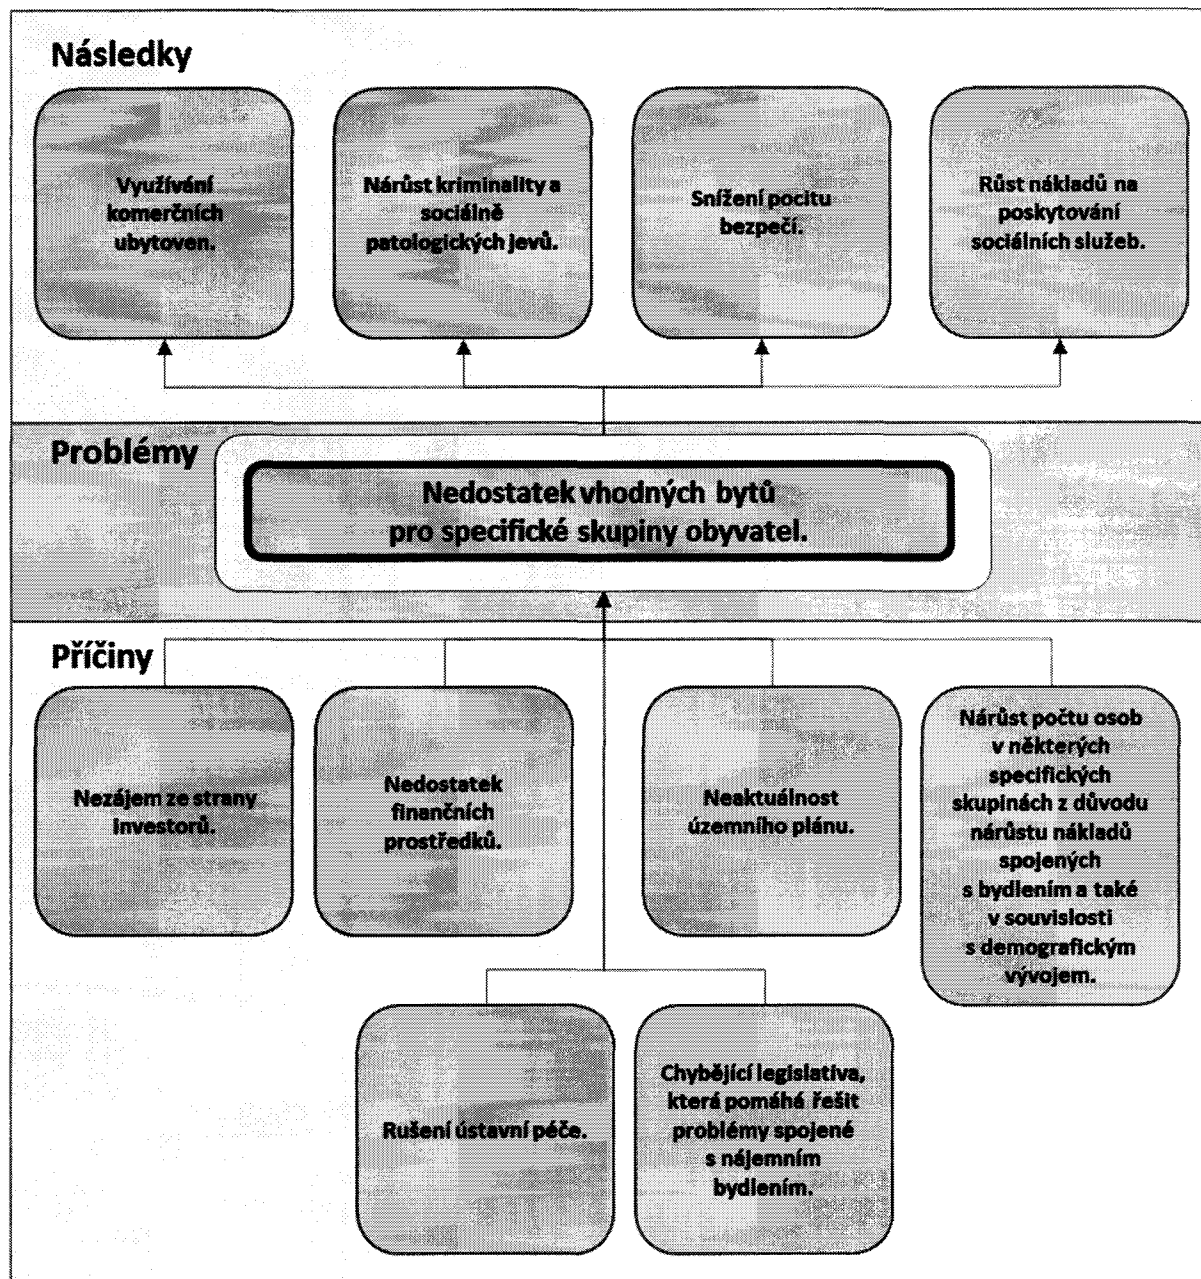 Následky
Využívání
komerčních
ubytoven.
Nárůst kriminality a
sociálně
patologických jevů.
Snížení pocitu
bezpečí.
Růst nákladů na
poskytování
sociálních služeb.
Problémy
Nedostatek vhodných bytů
pro specifické skupiny obyvatel.
Příčiny
Nezájem ze strany
investorů.
Nedostatek
finančních
prostředků.
Neaktuálnost
územního plánu.
Nárůst počtu osob
v některých
specifických
skupinách z důvodu
nárůstu nákladů
spojených
s bydlením a také
v souvislosti
s demografickým
vývojem.
Rušení ústavní péče.
Chybějící legislativa,
která pomáhá řešit
problémy spojené
s nájemním
bydlením.